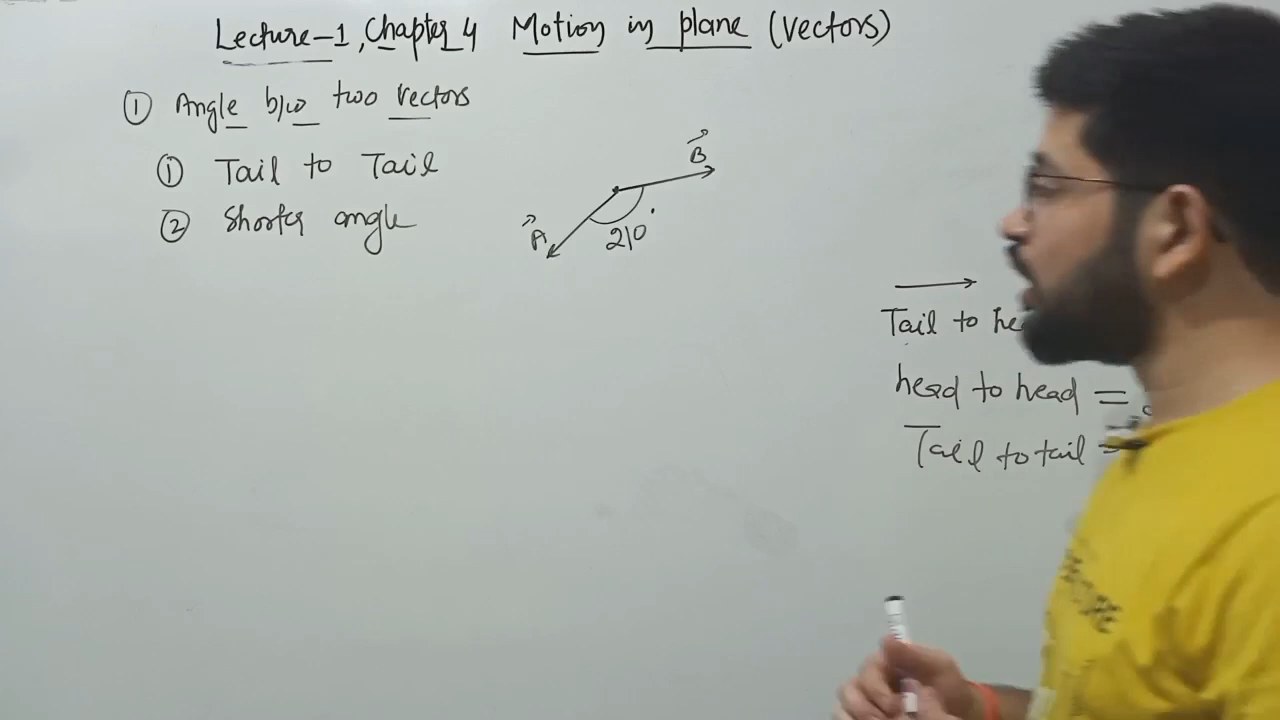 Lecture-1, Chapter 4 Motion in plane (vectors)
① Angle b/w two vectors
① Tail to Tail
② Shorter angle
B
A
210°
Tail to he
head to head =
Tail to tail =